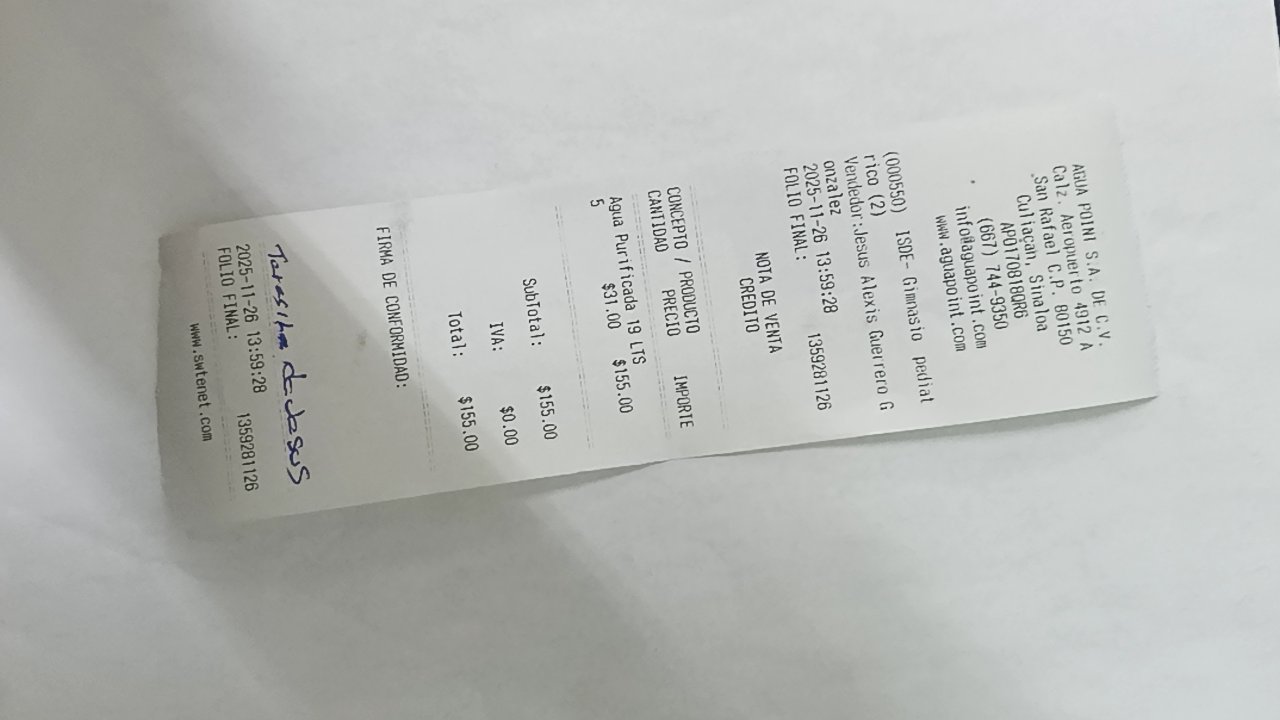 AGUA POINT S.A. DE C.V.
Calz. Aeropuerto 4912 A
San Rafael C.P. 80150
Culiacan, Sinaloa
AP0170818QR6
(667) 744-9350
info@aguapoint.com
www.aguapoint.com
(000550) ISDE- Gimnasio pediat
rico (2)
Vendedor:Jesus Alexis Guerrero G
onzalez
2025-11-26 13:59:28 1359281126
FOLIO FINAL:
NOTA DE VENTA
CREDITO
CONCEPTO / PRODUCTO
CANTIDAD PRECIO IMPORTE
Agua Purificada 19 LTS
5 $31.00 $155.00
SubTotal: $155.00
IVA: $0.00
Total: $155.00
FIRMA DE CONFORMIDAD:
Teresita de Jesus
2025-11-26 13:59:28 1359281126
FOLIO FINAL:
www.swtenet.com